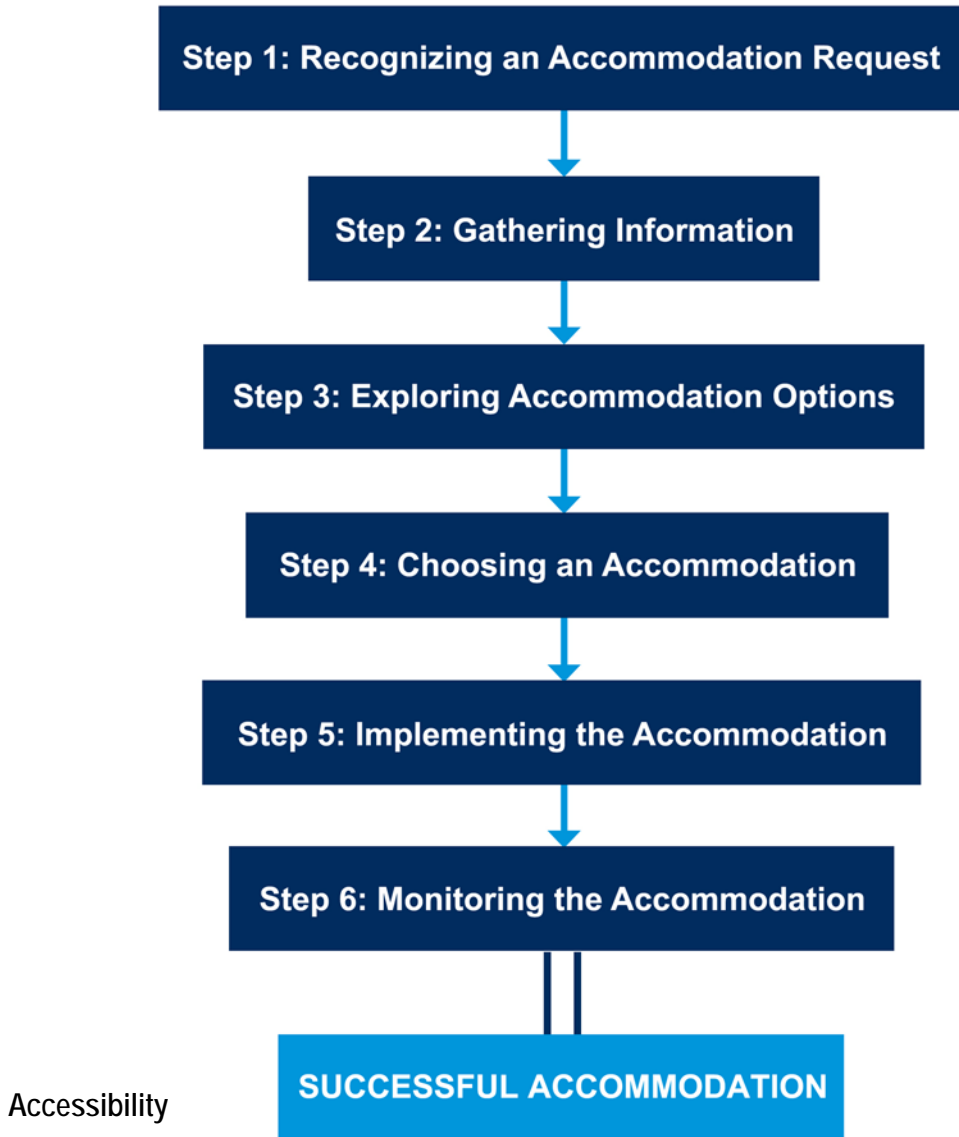 Step 1: Recognizing an Accommodation Request
Step 2: Gathering Information
Step 3: Exploring Accommodation Options
Step 4: Choosing an Accommodation
Step 5: Implementing the Accommodation
Step 6: Monitoring the Accommodation
SUCCESSFUL ACCOMMODATION
Accessibility